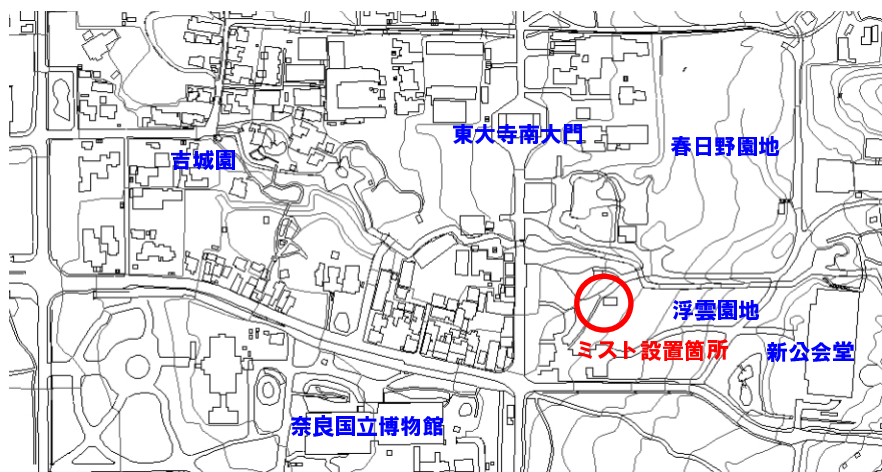 東大寺南大門
春日野園地
吉城園
浮雲園地
ミスト設置箇所
新公会堂
奈良国立博物館